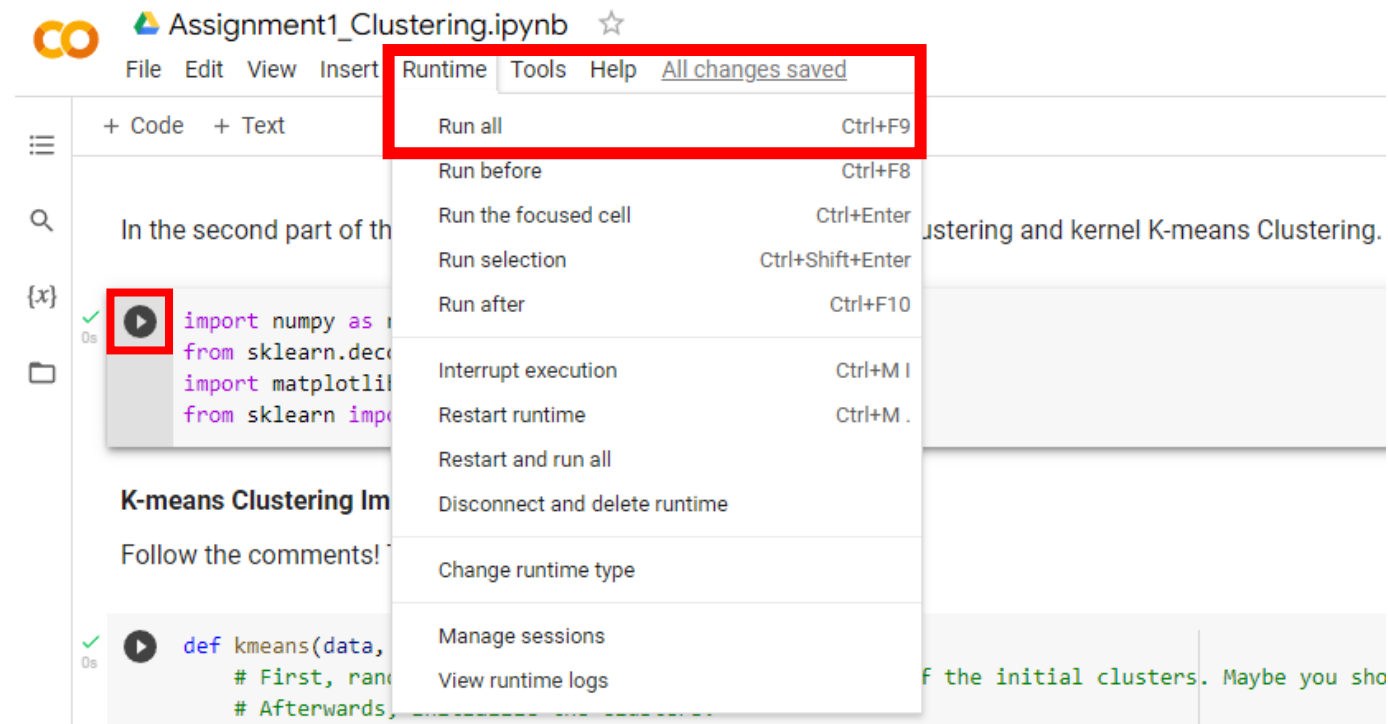 Assignment1_Clustering.ipynb
File Edit View Insert Runtime Tools Help All changes saved
+ Code + Text
Run all Ctrl+F9
Run before Ctrl+F8
Run the focused cell Ctrl+Enter
Run selection Ctrl+Shift+Enter
Run after Ctrl+F10
Interrupt execution Ctrl+M I
Restart runtime Ctrl+M .
Restart and run all
Disconnect and delete runtime
Change runtime type
Manage sessions
View runtime logs
In the second part of th
ustering and kernel K-means Clustering.
{x}
0s
import numpy as
from sklearn.deco
import matplotli
from sklearn impo
K-means Clustering Im
Follow the comments!
0s
def kmeans(data,
# First, ran
f the initial clusters. Maybe you sho
# Afterwards,